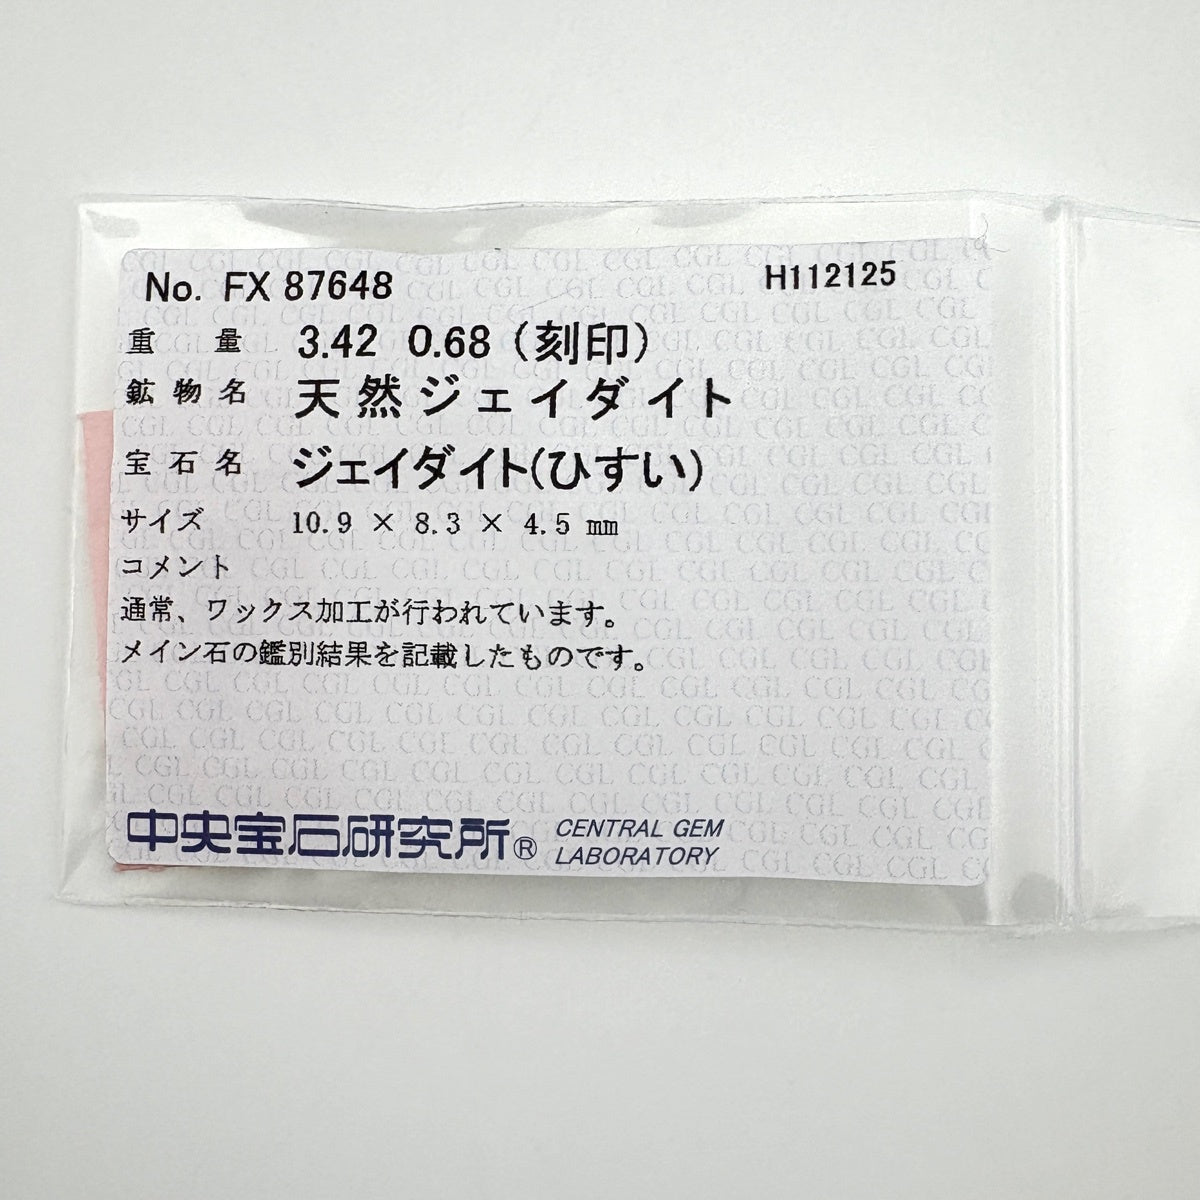 No. FX 87648 H112125
重量 3.42 0.68 (刻印)
鉱物名 天然ジェイダイト
宝石名 ジェイダイト(ひすい)
サイズ 10.9 × 8.3 × 4.5 mm
コメント
通常、ワックス加工が行われています。
メイン石の鑑別結果を記載したものです。
中央宝石研究所® CENTRAL GEM
LABORATORY